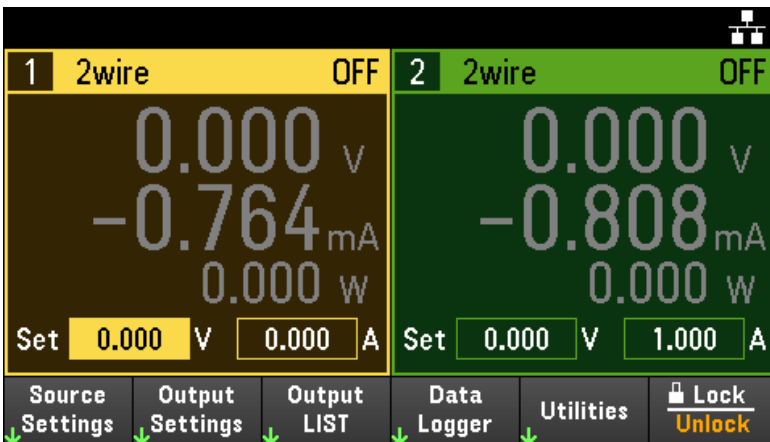 1 2wire OFF 2 2wire OFF
0.000 V 0.000 V
-0.764 mA -0.808 mA
0.000 W 0.000 W
Set 0.000 V 0.000 A Set 0.000 V 1.000 A
Source Output Output Data Utilities Lock
Settings Settings LIST Logger Unlock